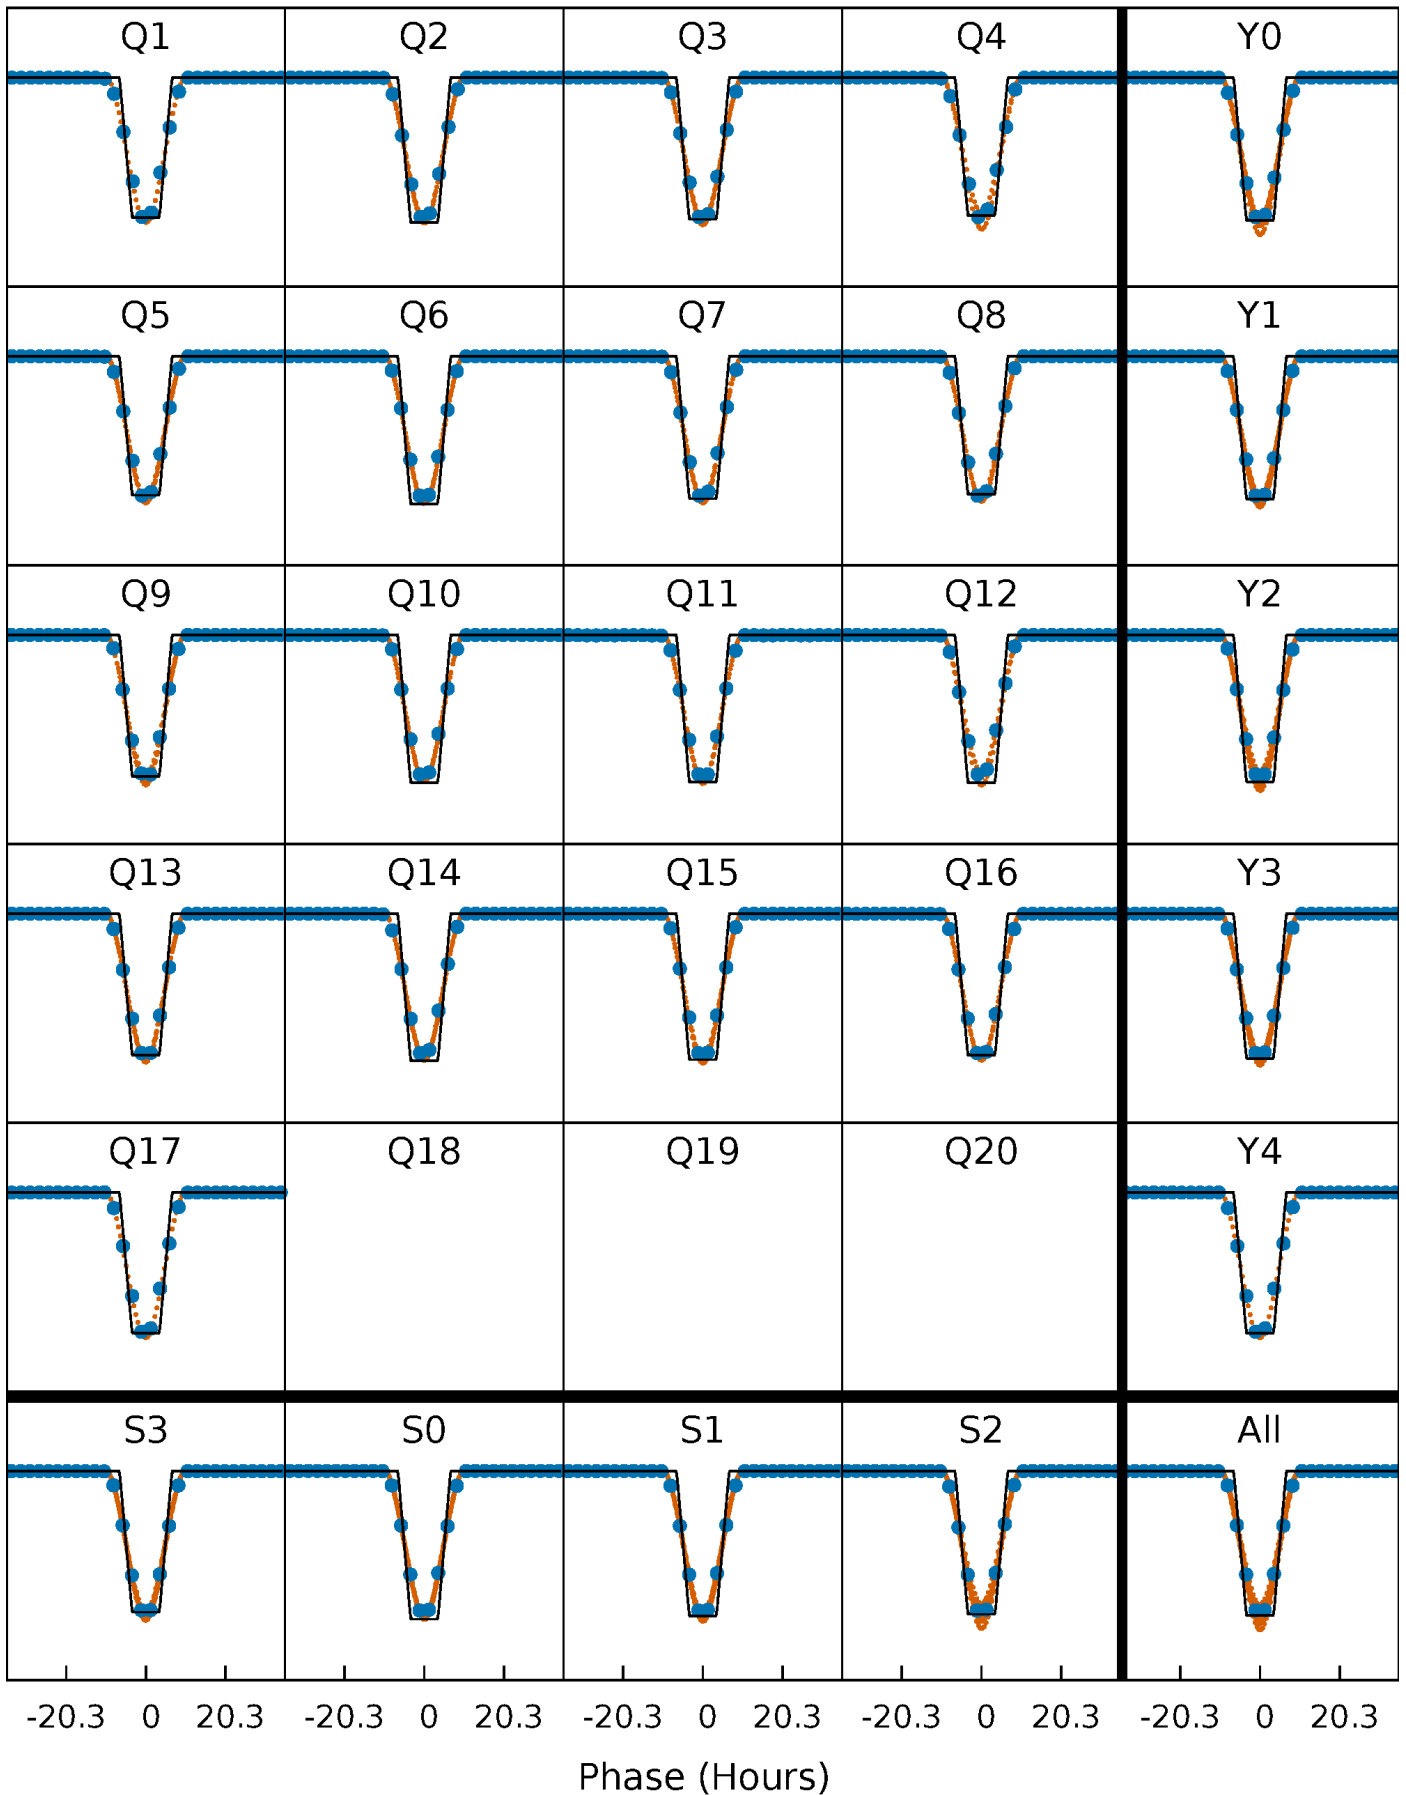 Q1 Q2 Q3 Q4 Y0
Q5 Q6 Q7 Q8 Y1
Q9 Q10 Q11 Q12 Y2
Q13 Q14 Q15 Q16 Y3
Q17 Q18 Q19 Q20 Y4
S3 S0 S1 S2 All
-20.3 0 20.3 -20.3 0 20.3 -20.3 0 20.3 -20.3 0 20.3 -20.3 0 20.3
Phase (Hours)